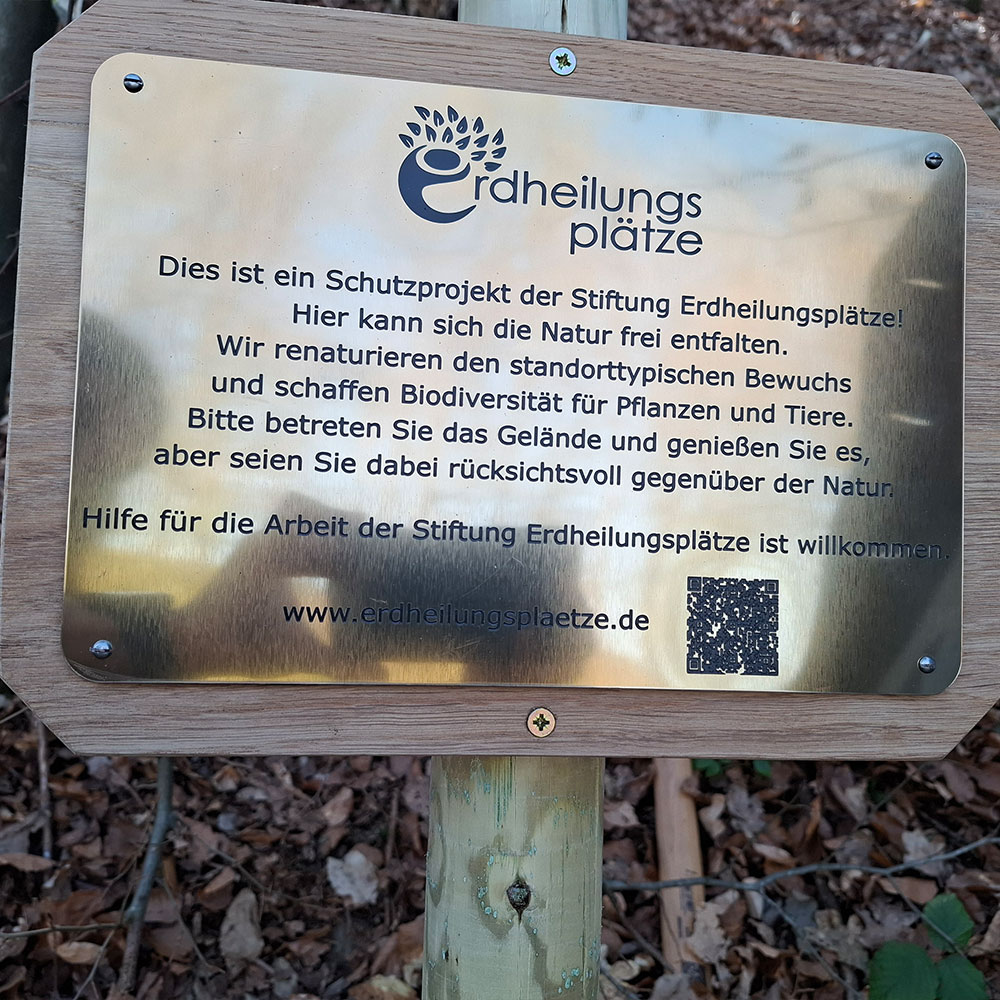 Erdheilungs
plätze
Dies ist ein Schutzprojekt der Stiftung Erdheilungsplätze!
Hier kann sich die Natur frei entfalten.
Wir renaturieren den standorttypischen Bewuchs
und schaffen Biodiversität für Pflanzen und Tiere.
Bitte betreten Sie das Gelände und genießen Sie es,
aber seien Sie dabei rücksichtsvoll gegenüber der Natur.
Hilfe für die Arbeit der Stiftung Erdheilungsplätze ist willkommen.
www.erdheilungsplaetze.de